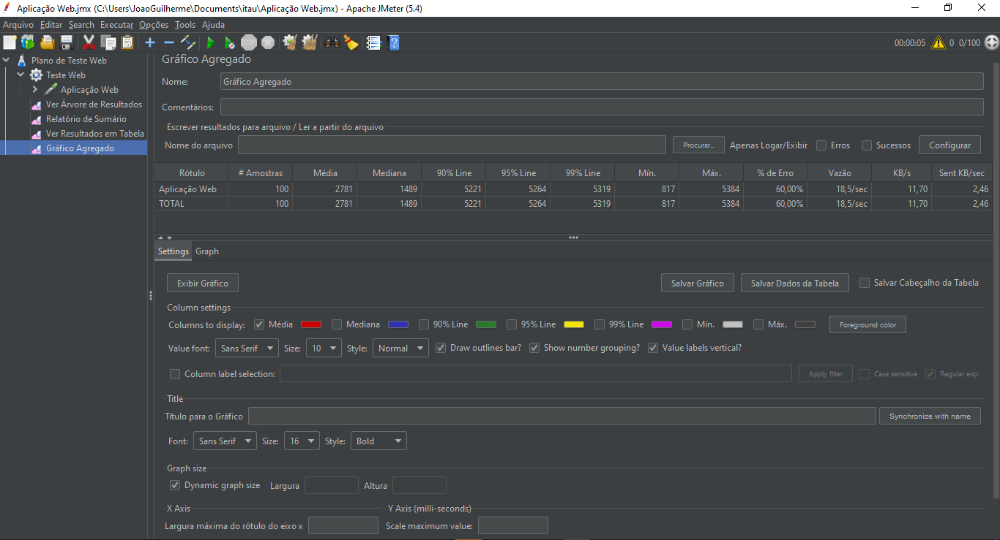 Aplicação Web.jmx (C:\Users\JoaoGuilherme\Documents\itau\Aplicação Web.jmx) - Apache JMeter (5.4)
Arquivo Editar Search Executar Opções Tools Ajuda
00:00:05 0 0/100
Plano de Teste Web
Teste Web
Aplicação Web
Ver Árvore de Resultados
Relatório de Sumário
Ver Resultados em Tabela
Gráfico Agregado
Gráfico Agregado
Nome: Gráfico Agregado
Comentários:
Escrever resultados para arquivo / Ler a partir do arquivo
Nome do arquivo Procurar... Apenas Logar/Exibir Erros Sucessos Configurar
Rótulo # Amostras Média Mediana 90% Line 95% Line 99% Line Mín. Máx. % de Erro Vazão KB/s Sent KB/sec
Aplicação Web 100 2781 1489 5221 5264 5319 817 5384 60,00% 18,5/sec 11,70 2,46
TOTAL 100 2781 1489 5221 5264 5319 817 5384 60,00% 18,5/sec 11,70 2,46
Settings Graph
Exibir Gráfico Salvar Gráfico Salvar Dados da Tabela Salvar Cabeçalho da Tabela
Column settings
Columns to display: Média Mediana 90% Line 95% Line 99% Line Mín. Máx. Foreground color
Value font: Sans Serif Size: 10 Style: Normal Draw outlines bar? Show number grouping? Value labels vertical?
Column label selection: Apply filter Case sensitive Regular exp.
Title
Título para o Gráfico Synchronize with name
Font: Sans Serif Size: 16 Style: Bold
Graph size
Dynamic graph size Largura Altura
X Axis Y Axis (milli-seconds)
Largura máxima do rótulo do eixo x Scale maximum value: